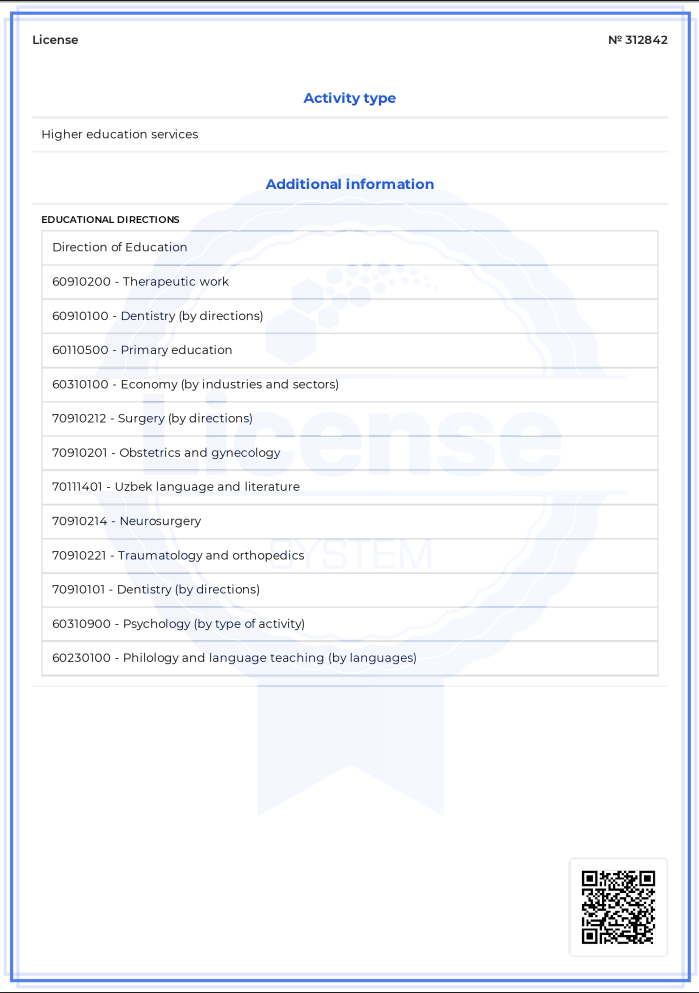 License
№ 312842
Activity type
Higher education services
Additional information
EDUCATIONAL DIRECTIONS
Direction of Education
60910200 - Therapeutic work
60910100 - Dentistry (by directions)
60110500 - Primary education
60310100 - Economy (by industries and sectors)
70910212 - Surgery (by directions)
License
70910201 - Obstetrics and gynecology
70111401 - Uzbek language and literature
70910214 - Neurosurgery
70910221 - Traumatology and orthopedics
SYSTEM
70910101 - Dentistry (by directions)
60310900 - Psychology (by type of activity)
60230100 - Philology and language teaching (by languages)